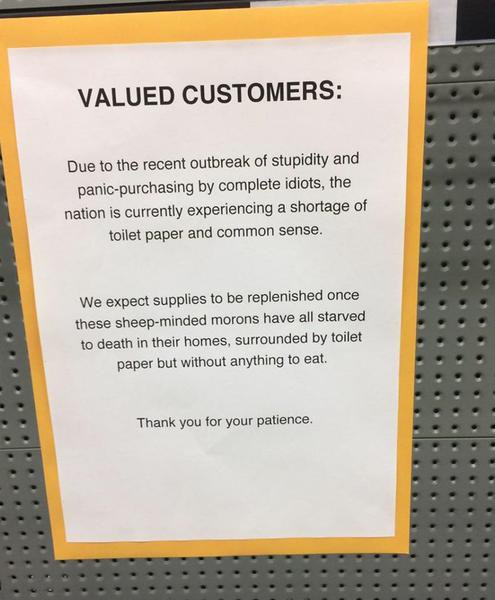 VALUED CUSTOMERS:
Due to the recent outbreak of stupidity and
panic-purchasing by complete idiots, the
nation is currently experiencing a shortage of
toilet paper and common sense.
We expect supplies to be replenished once
these sheep-minded morons have all starved
to death in their homes, surrounded by toilet
paper but without anything to eat.
Thank you for your patience.